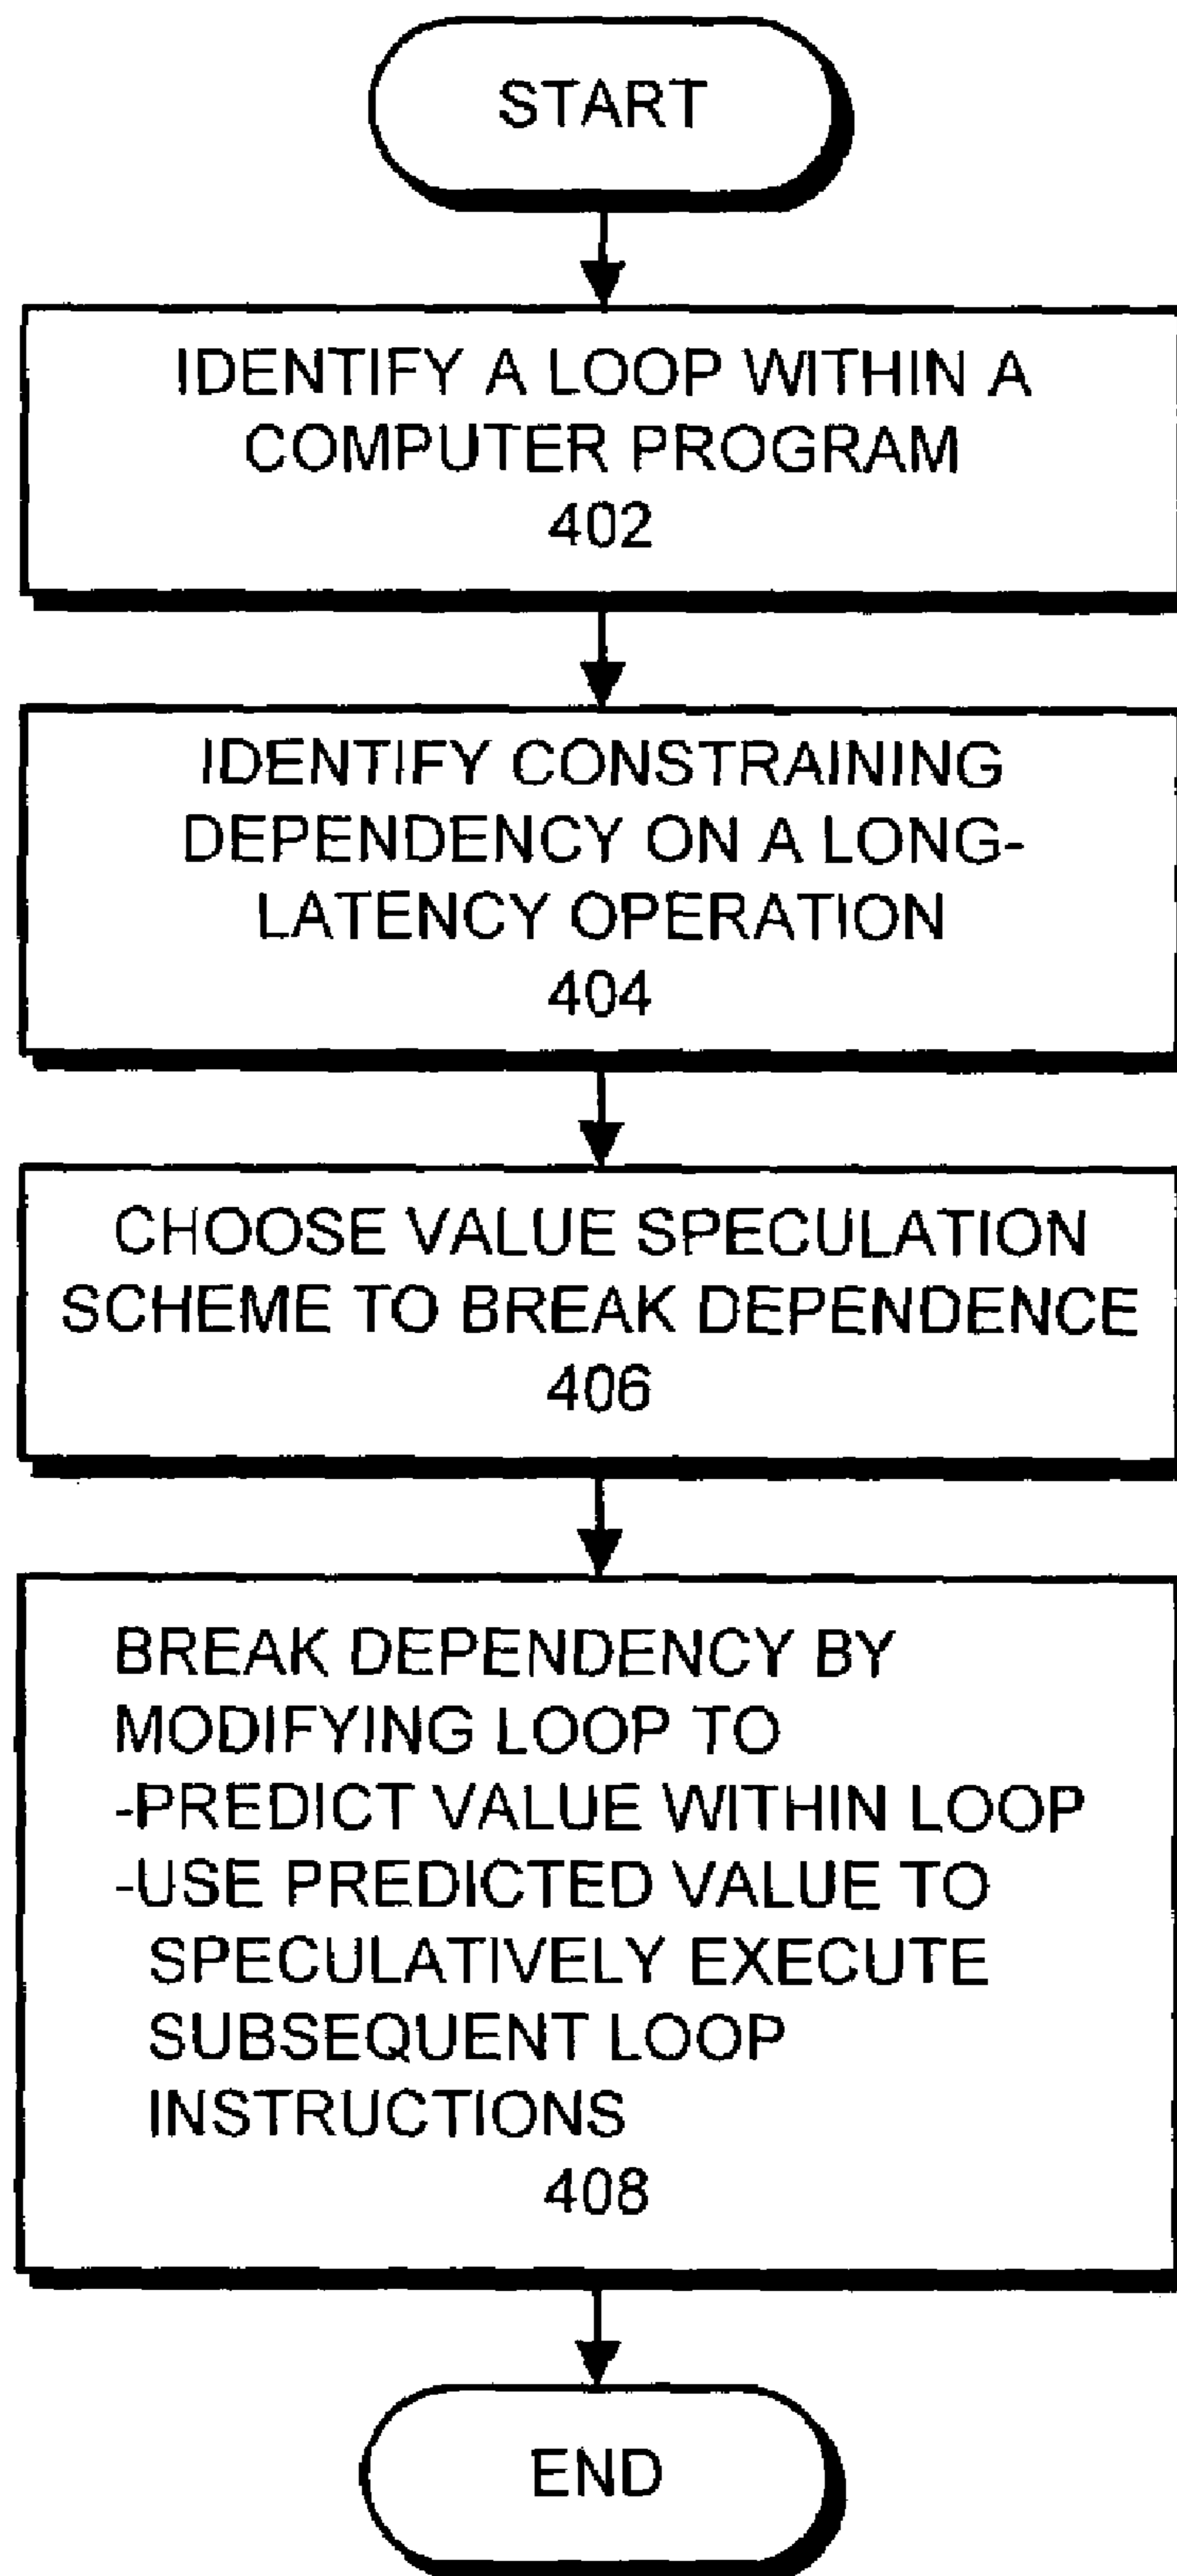 START
IDENTIFY A LOOP WITHIN A
COMPUTER PROGRAM
402
IDENTIFY CONSTRAINING
DEPENDENCY ON A LONG-
LATENCY OPERATION
404
CHOOSE VALUE SPECULATION
SCHEME TO BREAK DEPENDENCE
406
BREAK DEPENDENCY BY
MODIFYING LOOP TO
-PREDICT VALUE WITHIN LOOP
-USE PREDICTED VALUE TO
SPECULATIVELY EXECUTE
SUBSEQUENT LOOP
INSTRUCTIONS
408
END